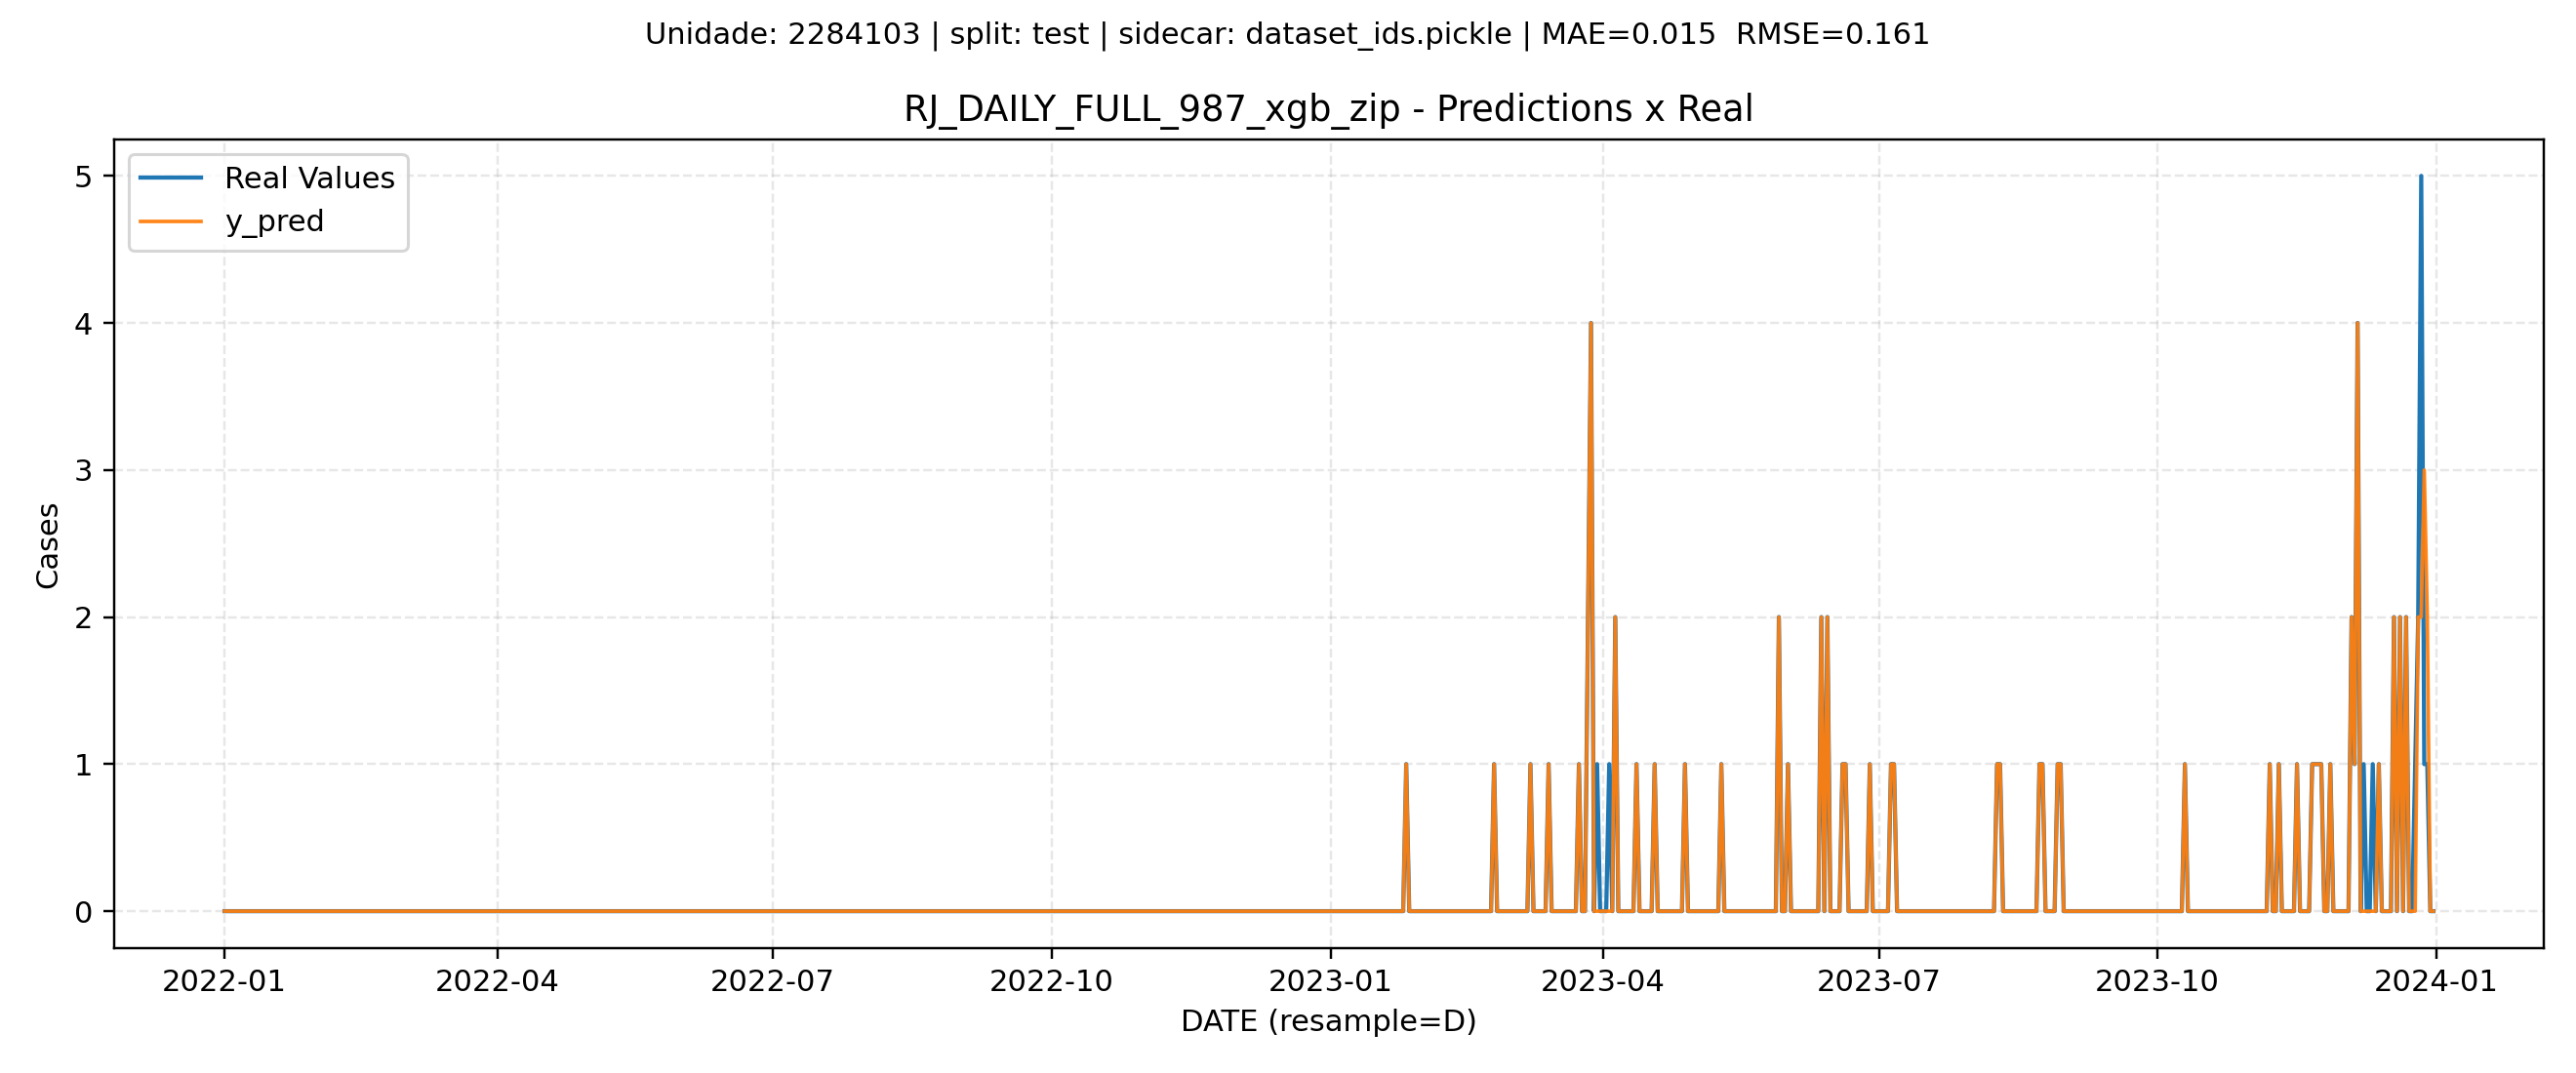 Unidade: 2284103 | split: test | sidecar: dataset_ids.pickle | MAE=0.015  RMSE=0.161
RJ_DAILY_FULL_987_xgb_zip - Predictions x Real
Real Values
y_pred
5
4
3
2
1
0
Cases
2022-01 2022-04 2022-07 2022-10 2023-01 2023-04 2023-07 2023-10 2024-01
DATE (resample=D)